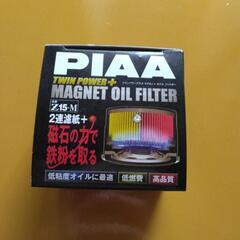 PIAA
TWIN POWER+
MAGNET OIL FILTER
Z15-M
2連濾紙+
磁石の力で
鉄粉を取る
低粘度オイルに最適
低燃費
高品質